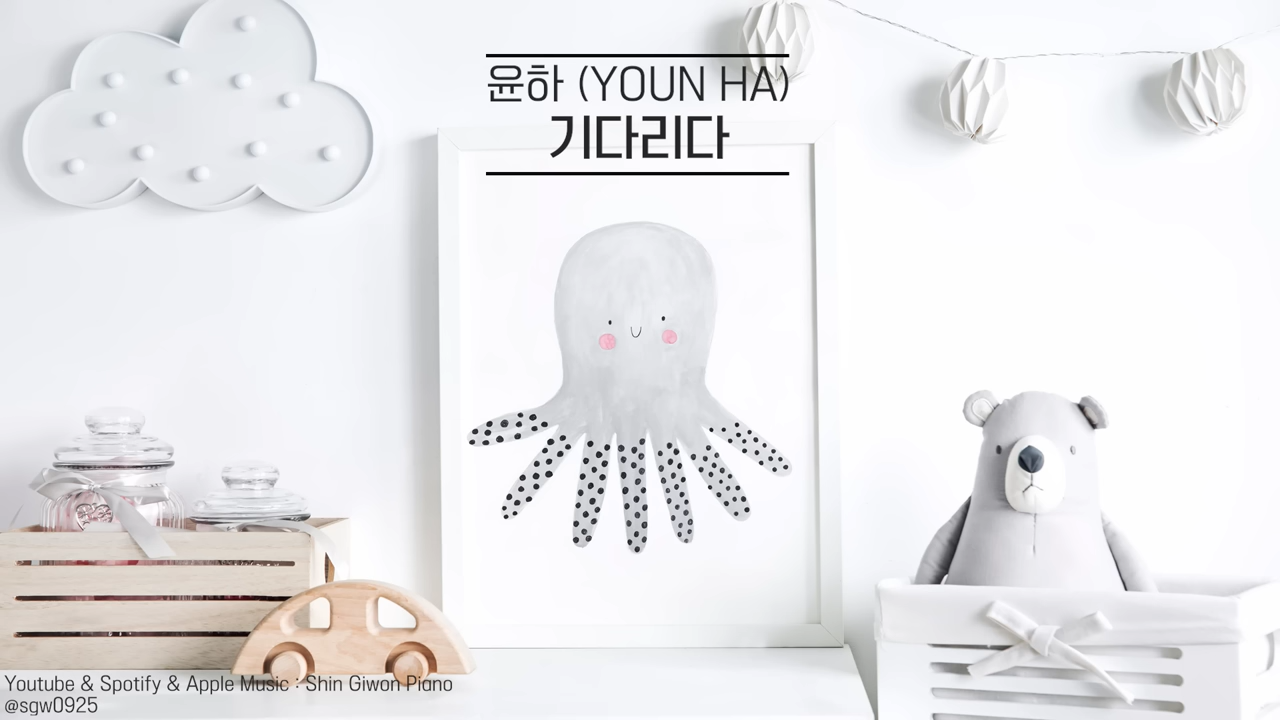 윤하 (YOUN HA)
기다리다
Youtube & Spotify & Apple Music : Shin Giwon Piano
@sgw0925